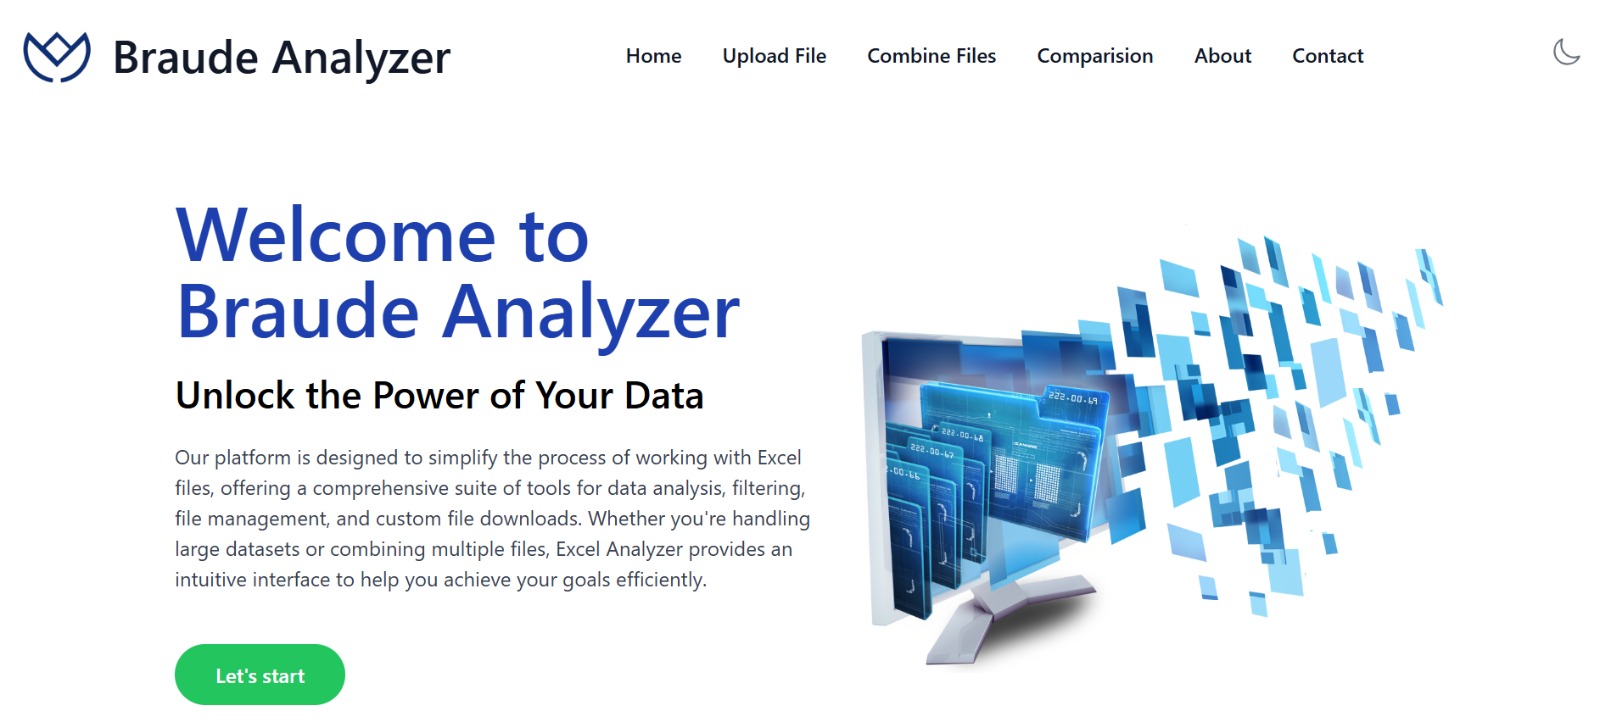 Braude Analyzer
Home Upload File Combine Files Comparision About Contact
Welcome to
Braude Analyzer
Unlock the Power of Your Data
Our platform is designed to simplify the process of working with Excel
files, offering a comprehensive suite of tools for data analysis, filtering,
file management, and custom file downloads. Whether you're handling
large datasets or combining multiple files, Excel Analyzer provides an
intuitive interface to help you achieve your goals efficiently.
Let's start
222.00.69
222.00.68
222.00.67